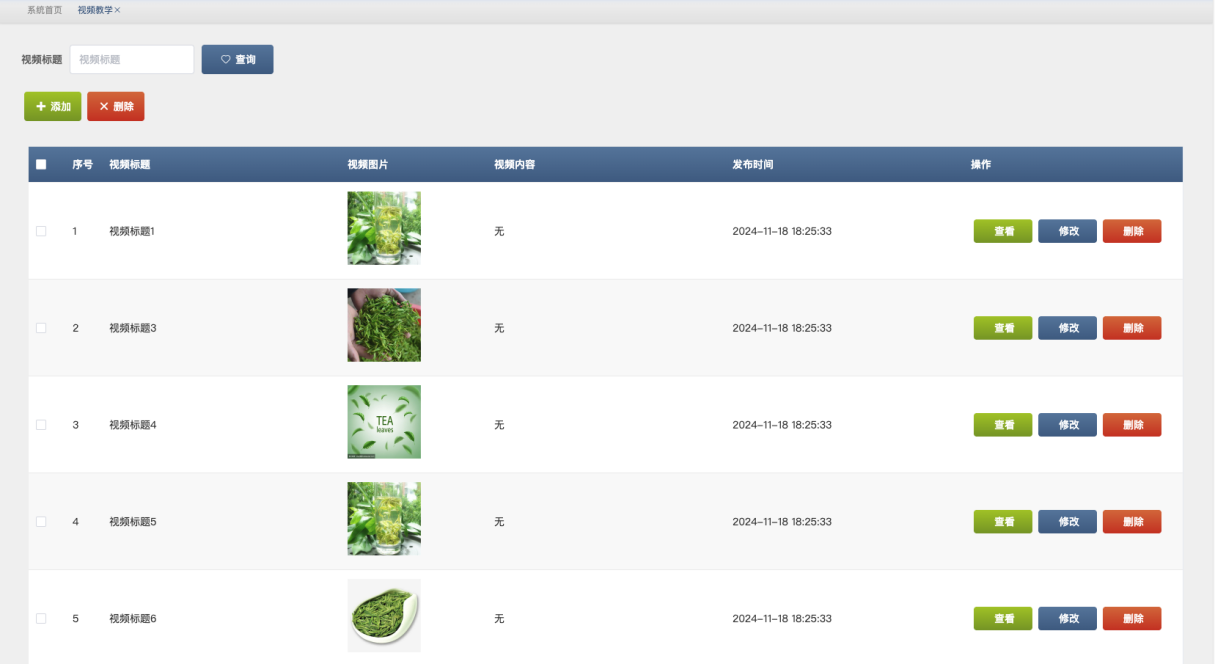 系统首页 视频教学×
视频标题 视频标题 查询
添加 删除
序号 视频标题 视频图片 视频内容 发布时间 操作
1 视频标题1 无 2024-11-18 18:25:33 查看 修改 删除
2 视频标题3 无 2024-11-18 18:25:33 查看 修改 删除
TEA
leaves
3 视频标题4 无 2024-11-18 18:25:33 查看 修改 删除
4 视频标题5 无 2024-11-18 18:25:33 查看 修改 删除
5 视频标题6 无 2024-11-18 18:25:33 查看 修改 删除